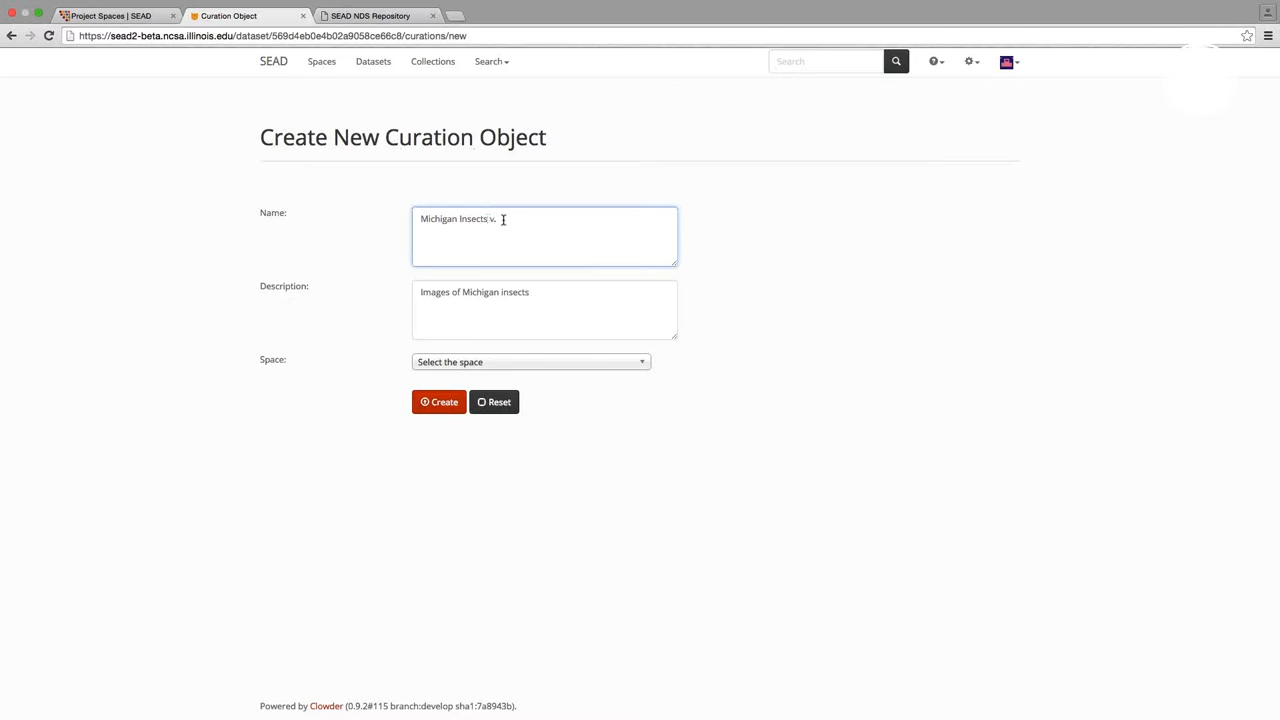 Project Spaces | SEAD
Curation Object
SEAD NDS Repository
https://sead2-beta.ncsa.illinois.edu/dataset/569d4eb0e4b02a9058ce66c8/curations/new
SEAD Spaces Datasets Collections Search
Search
Create New Curation Object
Name:
Michigan Insects v.
Description:
Images of Michigan insects
Space:
Select the space
Create Reset
Powered by Clowder (0.9.2#115 branch:develop sha1:7a8943b).